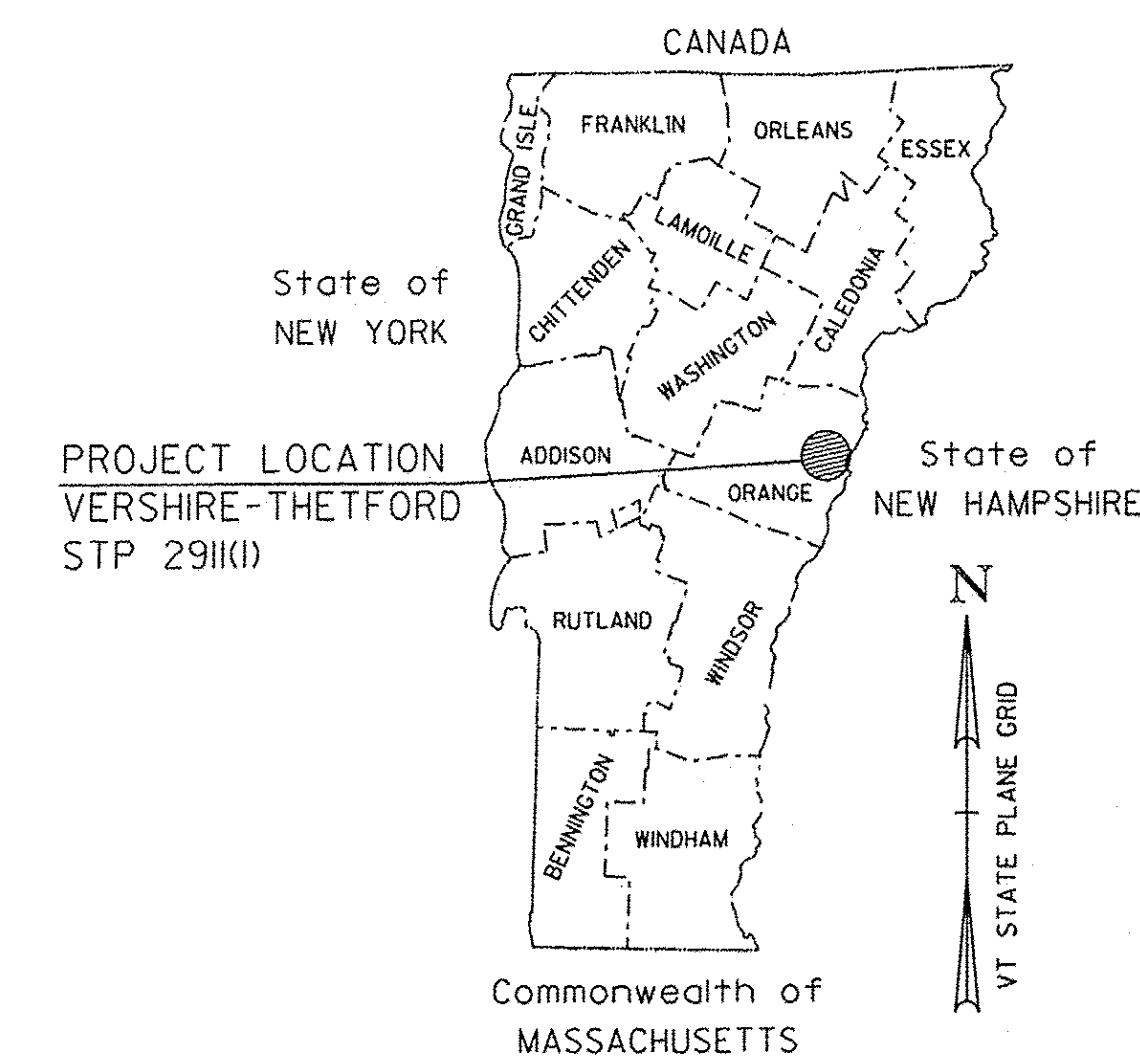 CANADA
GRAND ISLE
FRANKLIN
ORLEANS
ESSEX
LAMOILLE
CHITTENDEN
CALEDONIA
WASHINGTON
State of
NEW YORK
PROJECT LOCATION
VERSHIRE-THETFORD
STP 2911(1)
ADDISON
ORANGE
State of
NEW HAMPSHIRE
N
VT STATE PLANE GRID
RUTLAND
WINDSOR
BENNINGTON
WINDHAM
Commonwealth of
MASSACHUSETTS